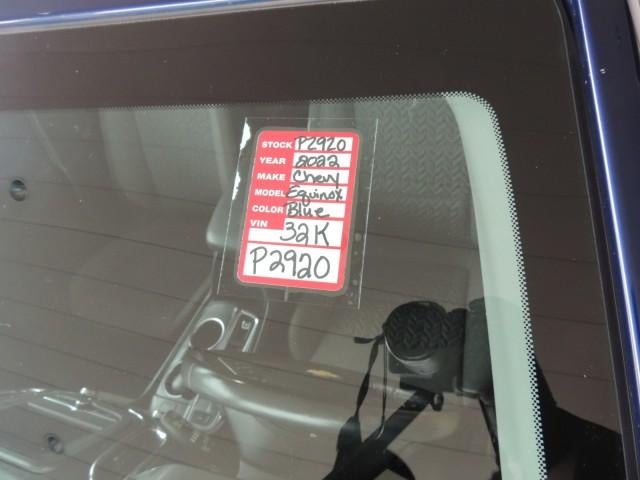 STOCK P2920
YEAR 2022
MAKE Chevy
MODEL Equinox
COLOR Blue
VIN 32K
P2920